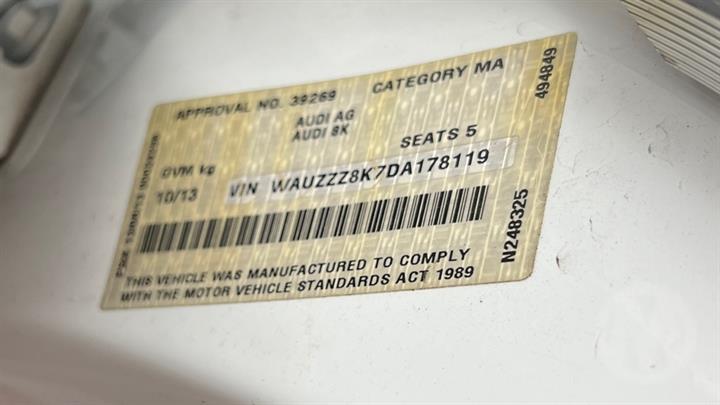 APPROVAL NO. 39269 CATEGORY MA
AUDI AG
AUDI 8K SEATS 5
GVM kg
10/13 VIN WAUZZZ8K7DA178119
THIS VEHICLE WAS MANUFACTURED TO COMPLY
WITH THE MOTOR VEHICLE STANDARDS ACT 1989
494849
N248325